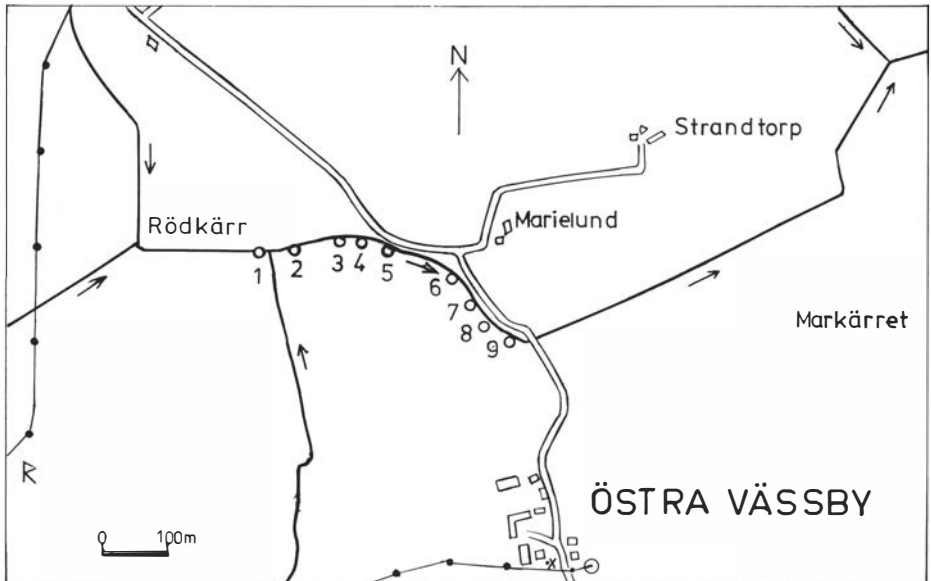 N
Strandtorp
Rödkärr
Marielund
1
2
3
4
5
6
7
8
9
Markärret
R
ÖSTRA VÄSSBY
0 100m
x